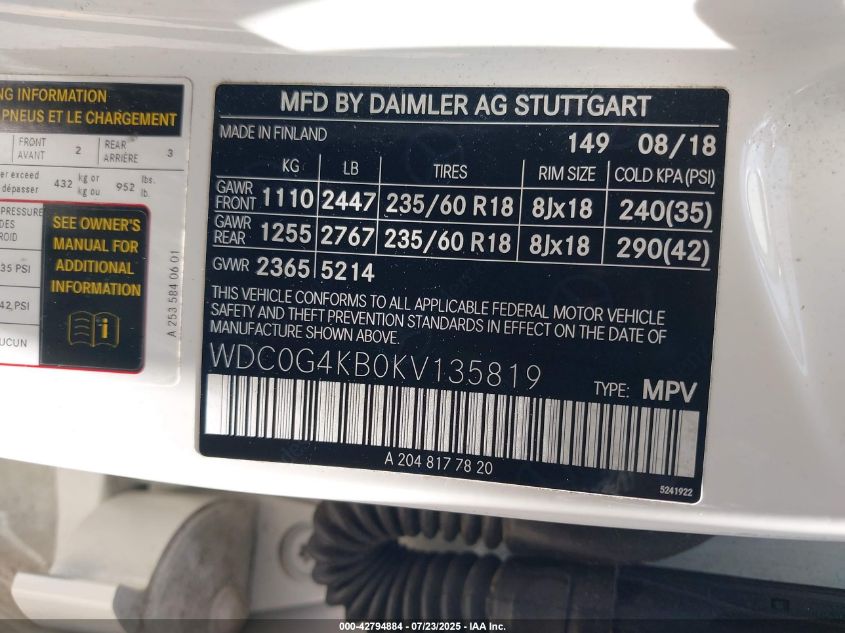 NG INFORMATION
PNEUS ET LE CHARGEMENT
FRONT
AVANT 2 REAR
ARRIÈRE 3
er exceed
dépasser 432 kg or
kg ou 952 lbs.
lb.
PRESSURE
DES
ROID
35 PSI
42 PSI
UCUN
SEE OWNER'S
MANUAL FOR
ADDITIONAL
INFORMATION
A 253 584 06 01
MFD BY DAIMLER AG STUTTGART
MADE IN FINLAND 149 08/18
KG LB TIRES RIM SIZE COLD KPA(PSI)
GAWR
FRONT 1110 2447 235/60 R18 8Jx18 240(35)
GAWR
REAR 1255 2767 235/60 R18 8Jx18 290(42)
GVWR 2365 5214
THIS VEHICLE CONFORMS TO ALL APPLICABLE FEDERAL MOTOR VEHICLE
SAFETY AND THEFT PREVENTION STANDARDS IN EFFECT ON THE DATE OF
MANUFACTURE SHOWN ABOVE.
WDC0G4KB0KV135819
TYPE: MPV
A 204 817 78 20
5241922
000-42794884 | 07/23/2025 | IAA Inc.